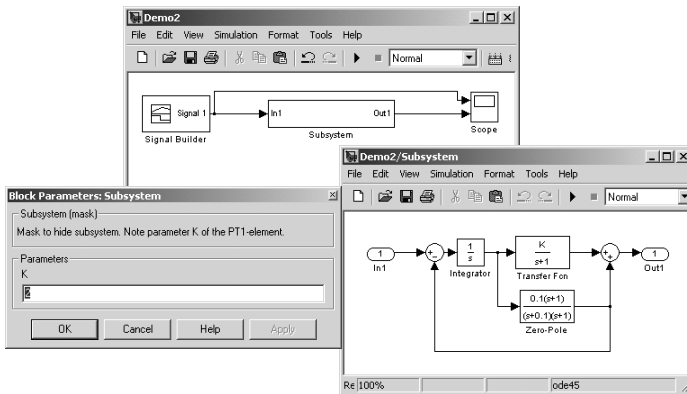 Demo2
File Edit View Simulation Format Tools Help
Normal
Signal 1
Signal Builder
In1 Out1
Subsystem
Scope
Demo2/Subsystem
File Edit View Simulation Format Tools Help
Normal
1
In1
+
−
1
s
Integrator
K
s+1
Transfer Fcn
+
+
1
Out1
0.1(s+1)
(s+0.1)(s+1)
Zero-Pole
100% ode45
Block Parameters: Subsystem
Subsystem (mask)
Mask to hide subsystem. Note parameter K of the PT1-element.
Parameters
K
OK Cancel Help Apply